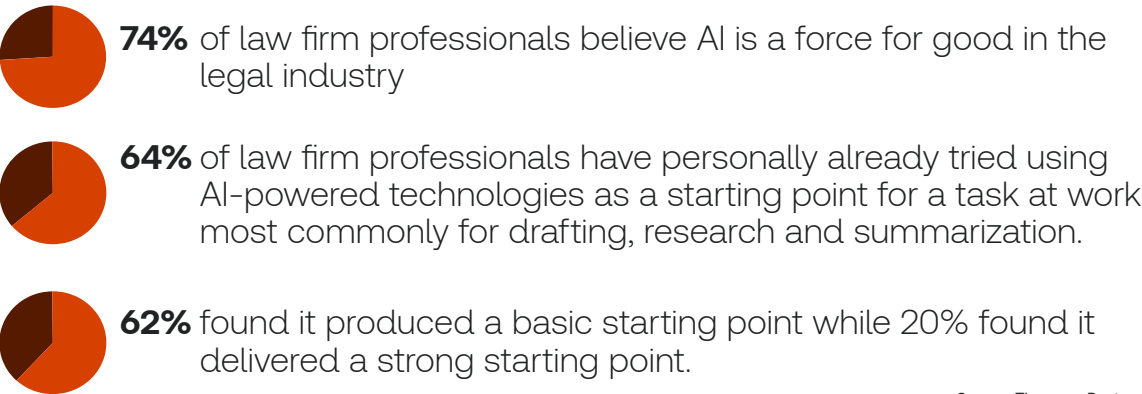 74% of law firm professionals believe AI is a force for good in the
legal industry
64% of law firm professionals have personally already tried using
AI-powered technologies as a starting point for a task at work
most commonly for drafting, research and summarization.
62% found it produced a basic starting point while 20% found it
delivered a strong starting point.